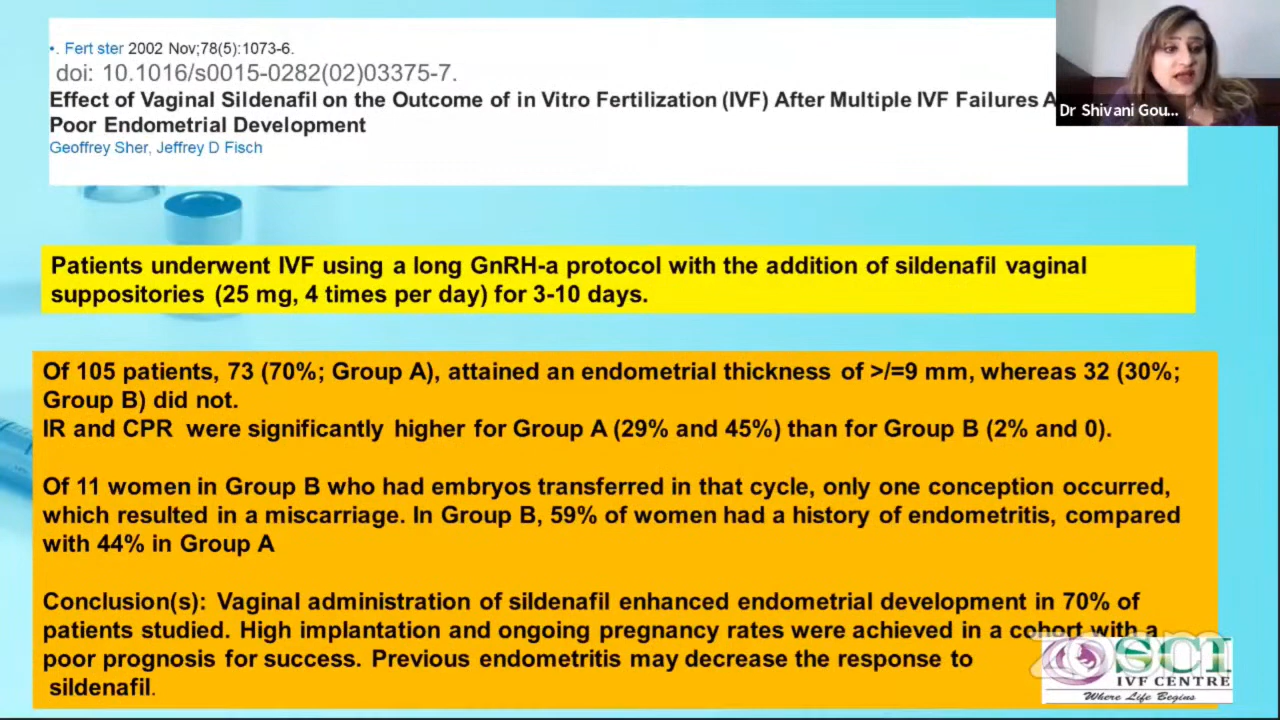 •. Fert ster 2002 Nov;78(5):1073-6.
doi: 10.1016/s0015-0282(02)03375-7.
Effect of Vaginal Sildenafil on the Outcome of in Vitro Fertilization (IVF) After Multiple IVF Failures A
Poor Endometrial Development
Geoffrey Sher, Jeffrey D Fisch
Dr Shivani Gou...
Patients underwent IVF using a long GnRH-a protocol with the addition of sildenafil vaginal
suppositories (25 mg, 4 times per day) for 3-10 days.
Of 105 patients, 73 (70%; Group A), attained an endometrial thickness of >/=9 mm, whereas 32 (30%;
Group B) did not.
IR and CPR were significantly higher for Group A (29% and 45%) than for Group B (2% and 0).
Of 11 women in Group B who had embryos transferred in that cycle, only one conception occurred,
which resulted in a miscarriage. In Group B, 59% of women had a history of endometritis, compared
with 44% in Group A
Conclusion(s): Vaginal administration of sildenafil enhanced endometrial development in 70% of
patients studied. High implantation and ongoing pregnancy rates were achieved in a cohort with a
poor prognosis for success. Previous endometritis may decrease the response to
sildenafil.
zoom
IVF CENTRE
Where Life Begins